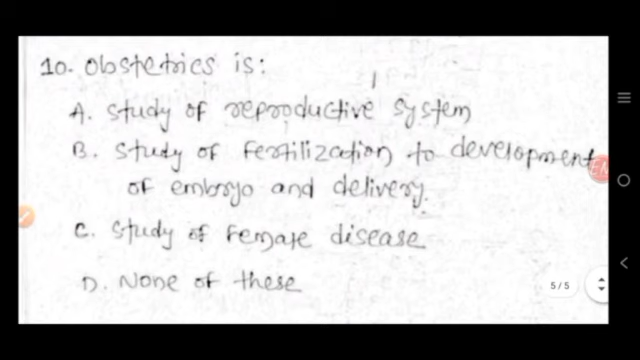 10. Obstetrics is:
A. Study of reproductive system
B. Study of fertilization to development
of embryo and delivery.
C. Study of Female disease
D. None of these
EN
5/5